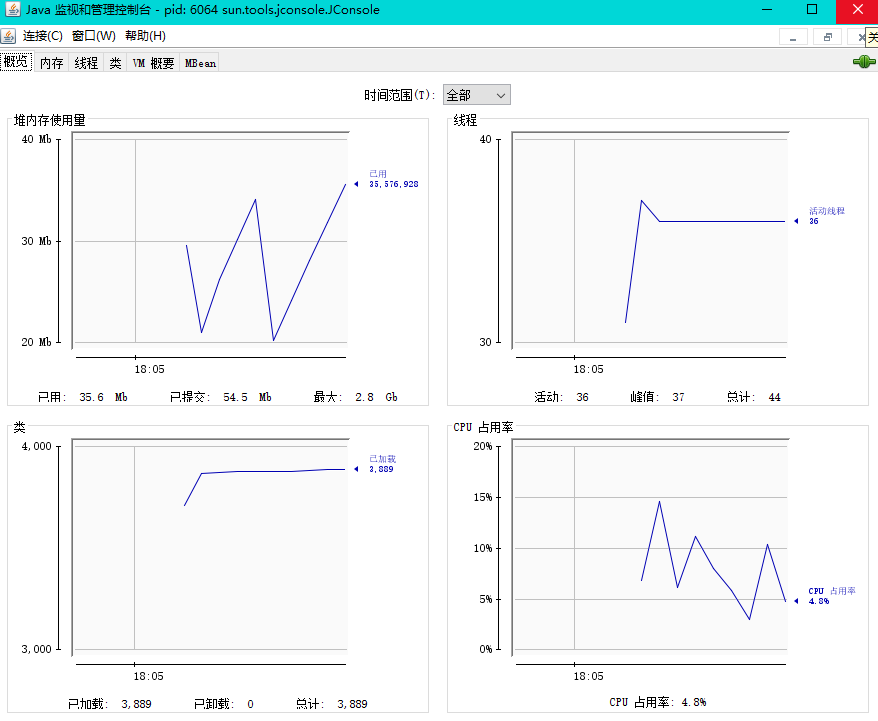 Java 监视和管理控制台 - pid: 6064 sun.tools.jconsole.JConsole
连接(C) 窗口(W) 帮助(H)
关
概览 内存 线程 类 VM 概要 MBean
时间范围(T): 全部
堆内存使用量
40 Mb
30 Mb
20 Mb
已用
35,576,928
18:05
已用: 35.6 Mb 已提交: 54.5 Mb 最大: 2.8 Gb
线程
40
30
活动线程
36
18:05
活动: 36 峰值: 37 总计: 44
类
4,000
3,000
已加载
3,889
18:05
已加载: 3,889 已卸载: 0 总计: 3,889
CPU 占用率
20%
15%
10%
5%
0%
CPU 占用率
4.8%
18:05
CPU 占用率: 4.8%